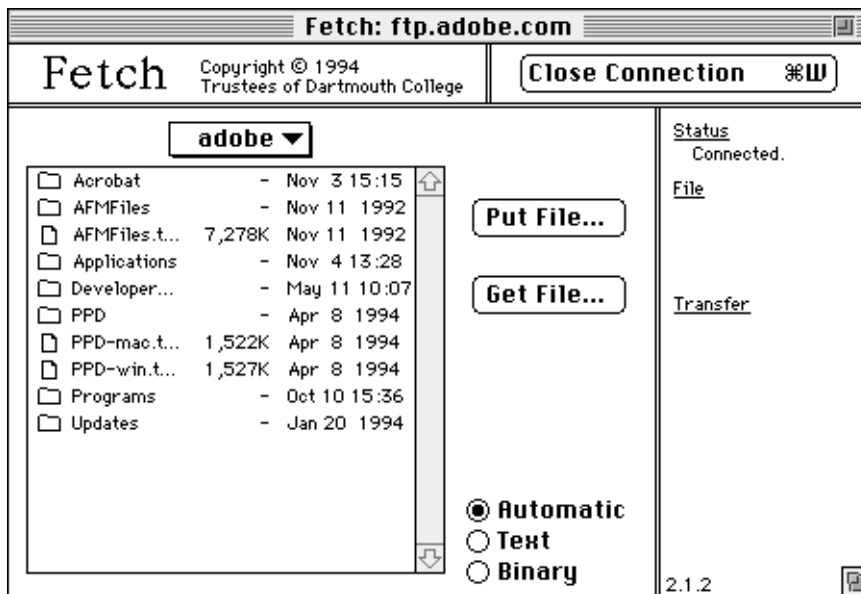 Fetch: ftp.adobe.com
Fetch
Copyright © 1994
Trustees of Dartmouth College
Close Connection ⌘W
adobe
Acrobat - Nov 3 15:15
AFMFiles - Nov 11 1992
AFMFiles.t... 7,278K Nov 11 1992
Applications - Nov 4 13:28
Developer... - May 11 10:07
PPD - Apr 8 1994
PPD-mac.t... 1,522K Apr 8 1994
PPD-win.t... 1,527K Apr 8 1994
Programs - Oct 10 15:36
Updates - Jan 20 1994
Put File...
Get File...
Automatic
Text
Binary
Status
Connected.
File
Transfer
2.1.2